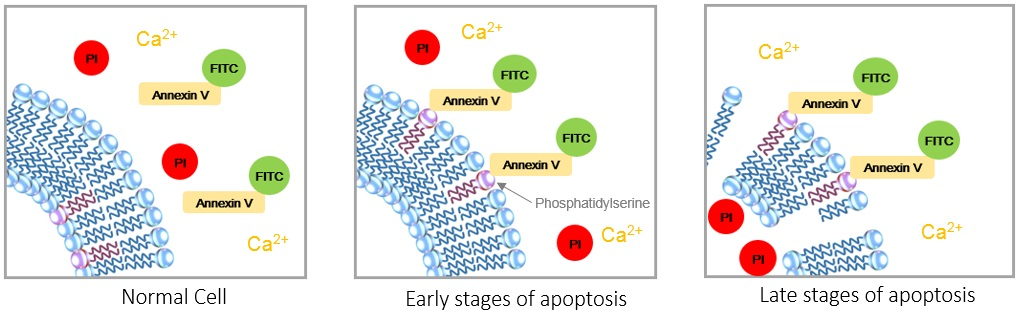 PI
Ca²⁺
FITC
Annexin V
PI
FITC
Annexin V
Ca²⁺
Normal Cell
PI
Ca²⁺
FITC
Annexin V
FITC
Annexin V
Phosphatidylserine
PI
Ca²⁺
Early stages of apoptosis
Ca²⁺
FITC
Annexin V
FITC
Annexin V
PI
Ca²⁺
PI
Late stages of apoptosis